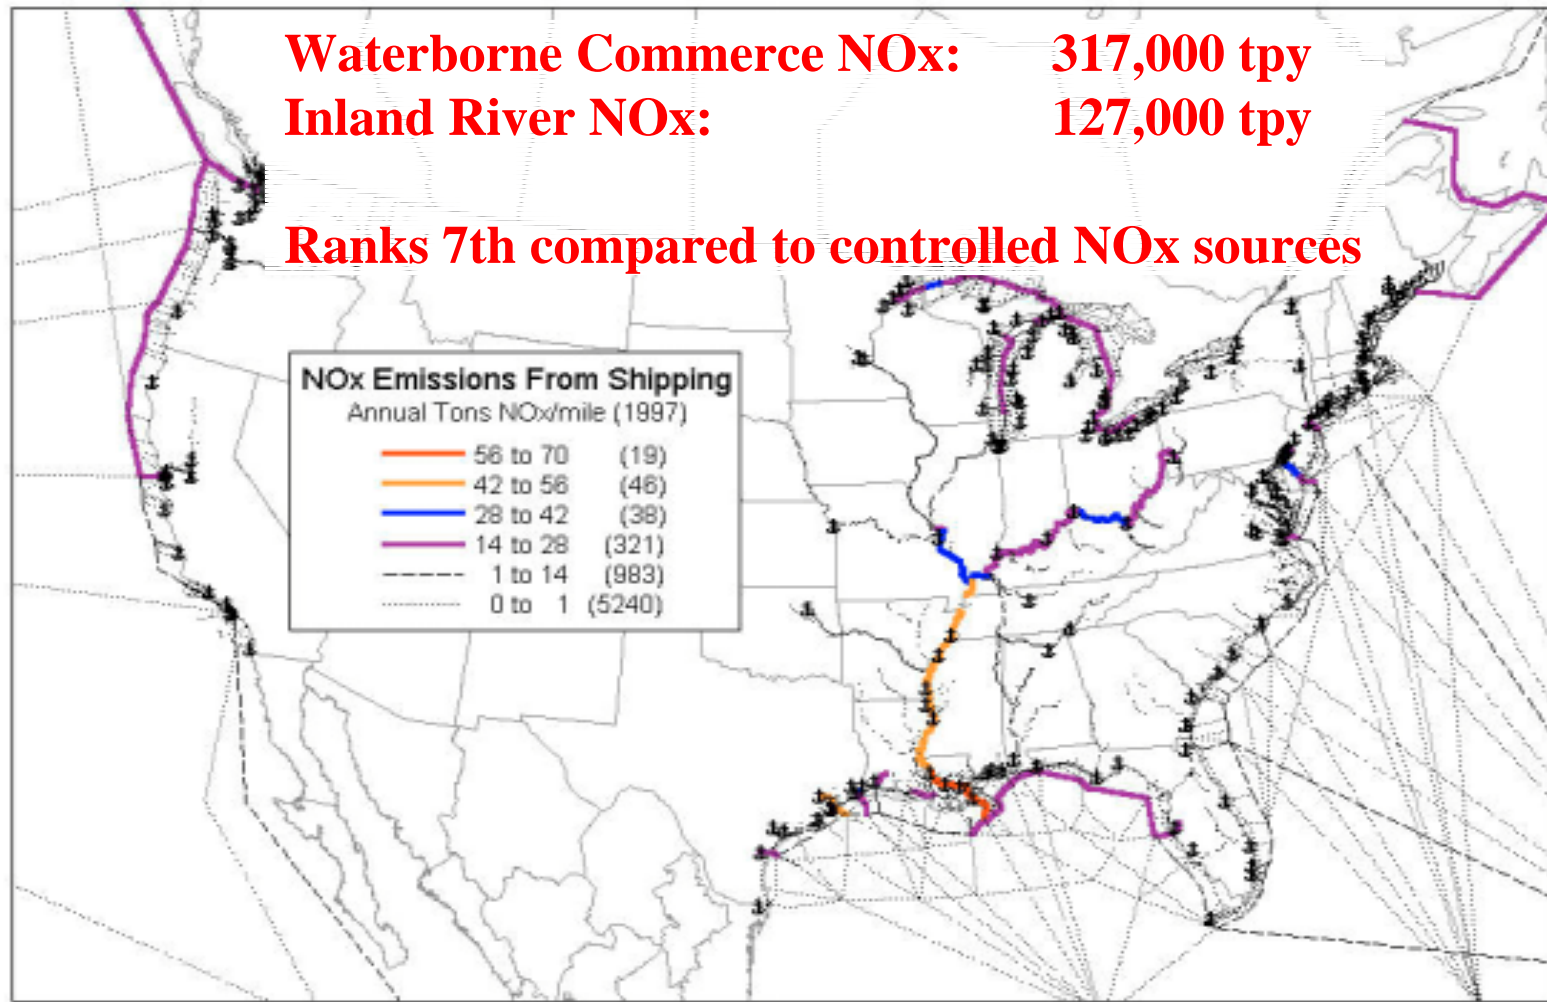 Waterborne Commerce NOx: 317,000 tpy
Inland River NOx: 127,000 tpy
Ranks 7th compared to controlled NOx sources
NOx Emissions From Shipping
Annual Tons NOx/mile (1997)
56 to 70 (19)
42 to 56 (46)
28 to 42 (38)
14 to 28 (321)
1 to 14 (983)
0 to 1 (5240)